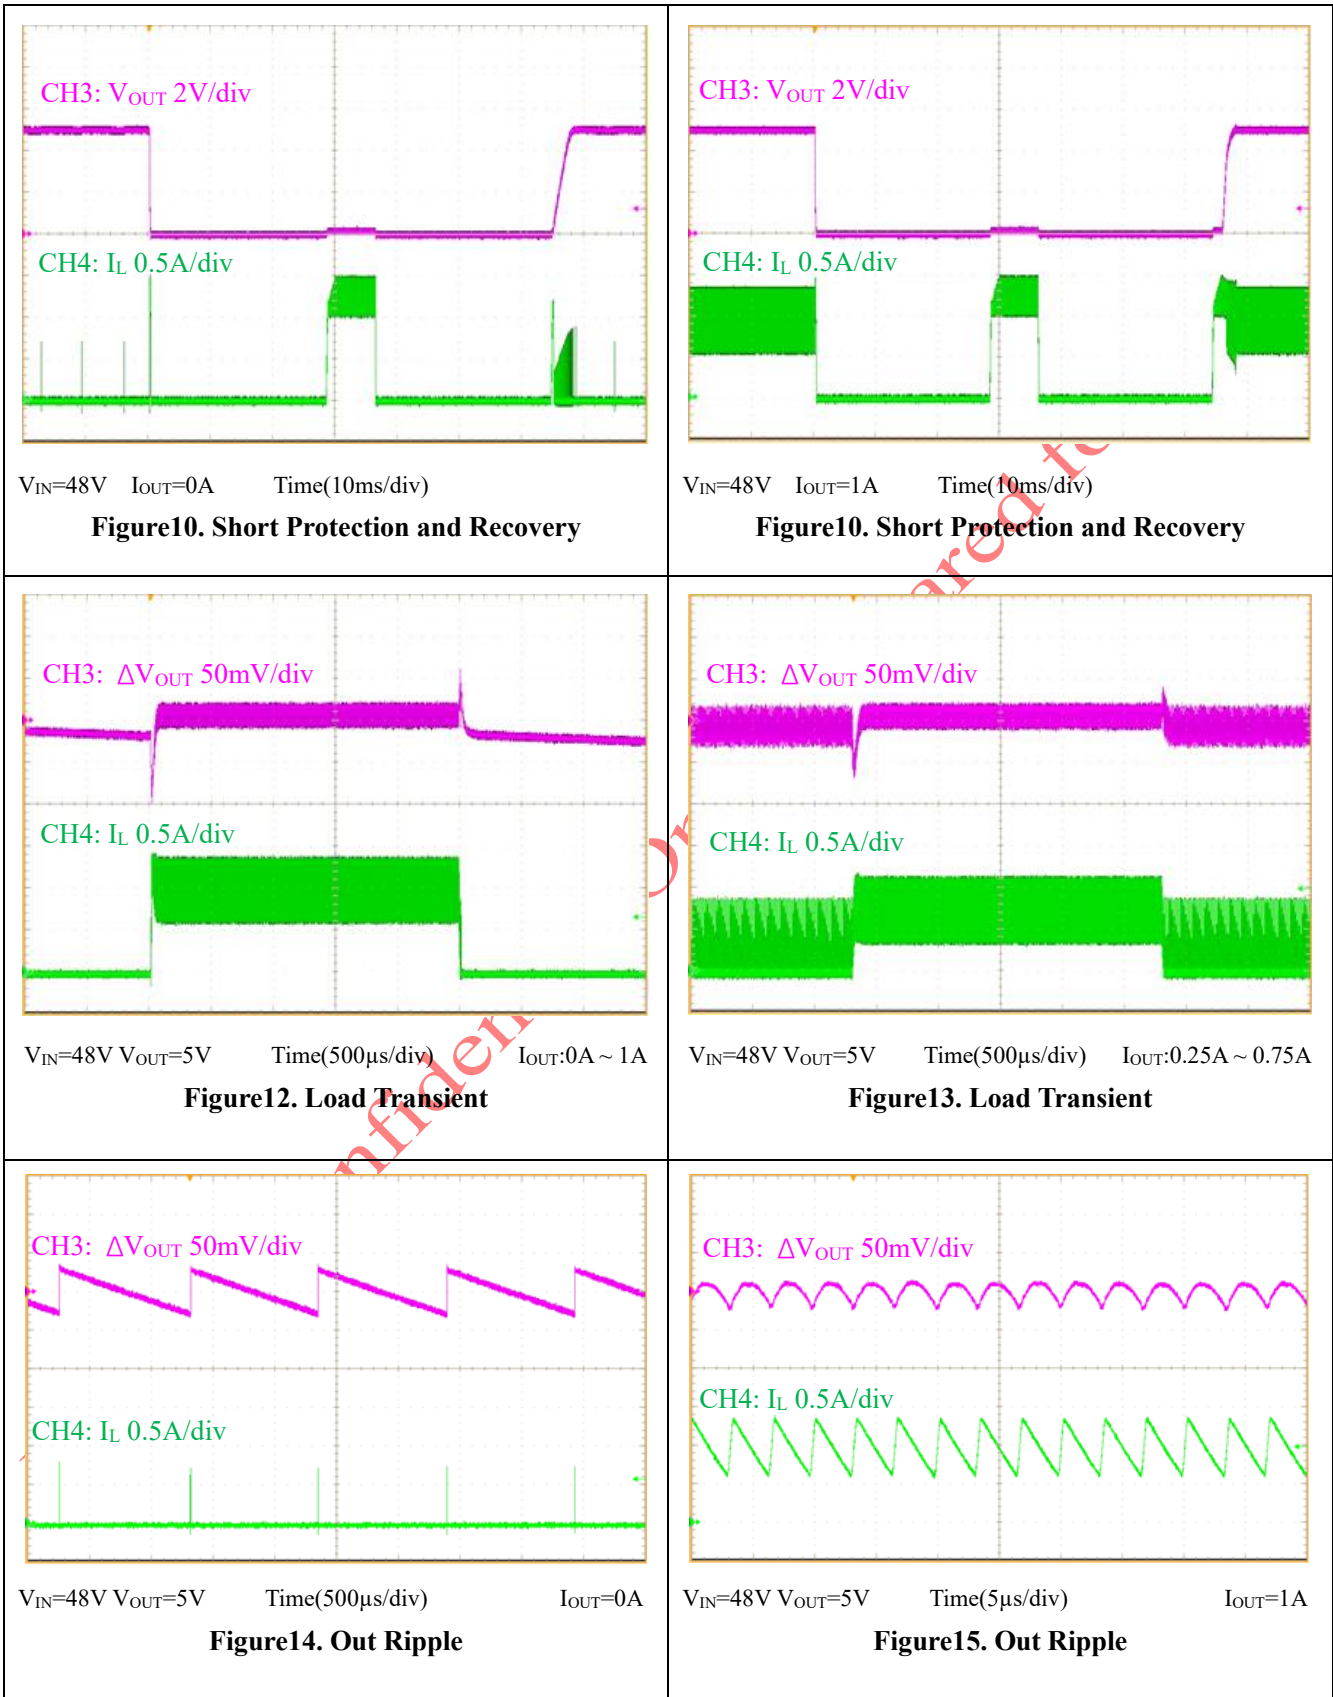 CH3: VOUT 2V/div
CH4: IL 0.5A/div
VIN=48V IOUT=0A Time(10ms/div)
Figure10. Short Protection and Recovery
CH3: VOUT 2V/div
CH4: IL 0.5A/div
VIN=48V IOUT=1A Time(10ms/div)
Figure10. Short Protection and Recovery
CH3: ΔVOUT 50mV/div
CH4: IL 0.5A/div
VIN=48V VOUT=5V Time(500μs/div) IOUT:0A ~ 1A
Figure12. Load Transient
CH3: ΔVOUT 50mV/div
CH4: IL 0.5A/div
VIN=48V VOUT=5V Time(500μs/div) IOUT:0.25A ~ 0.75A
Figure13. Load Transient
CH3: ΔVOUT 50mV/div
CH4: IL 0.5A/div
VIN=48V VOUT=5V Time(500μs/div) IOUT=0A
Figure14. Out Ripple
CH3: ΔVOUT 50mV/div
CH4: IL 0.5A/div
VIN=48V VOUT=5V Time(5μs/div) IOUT=1A
Figure15. Out Ripple